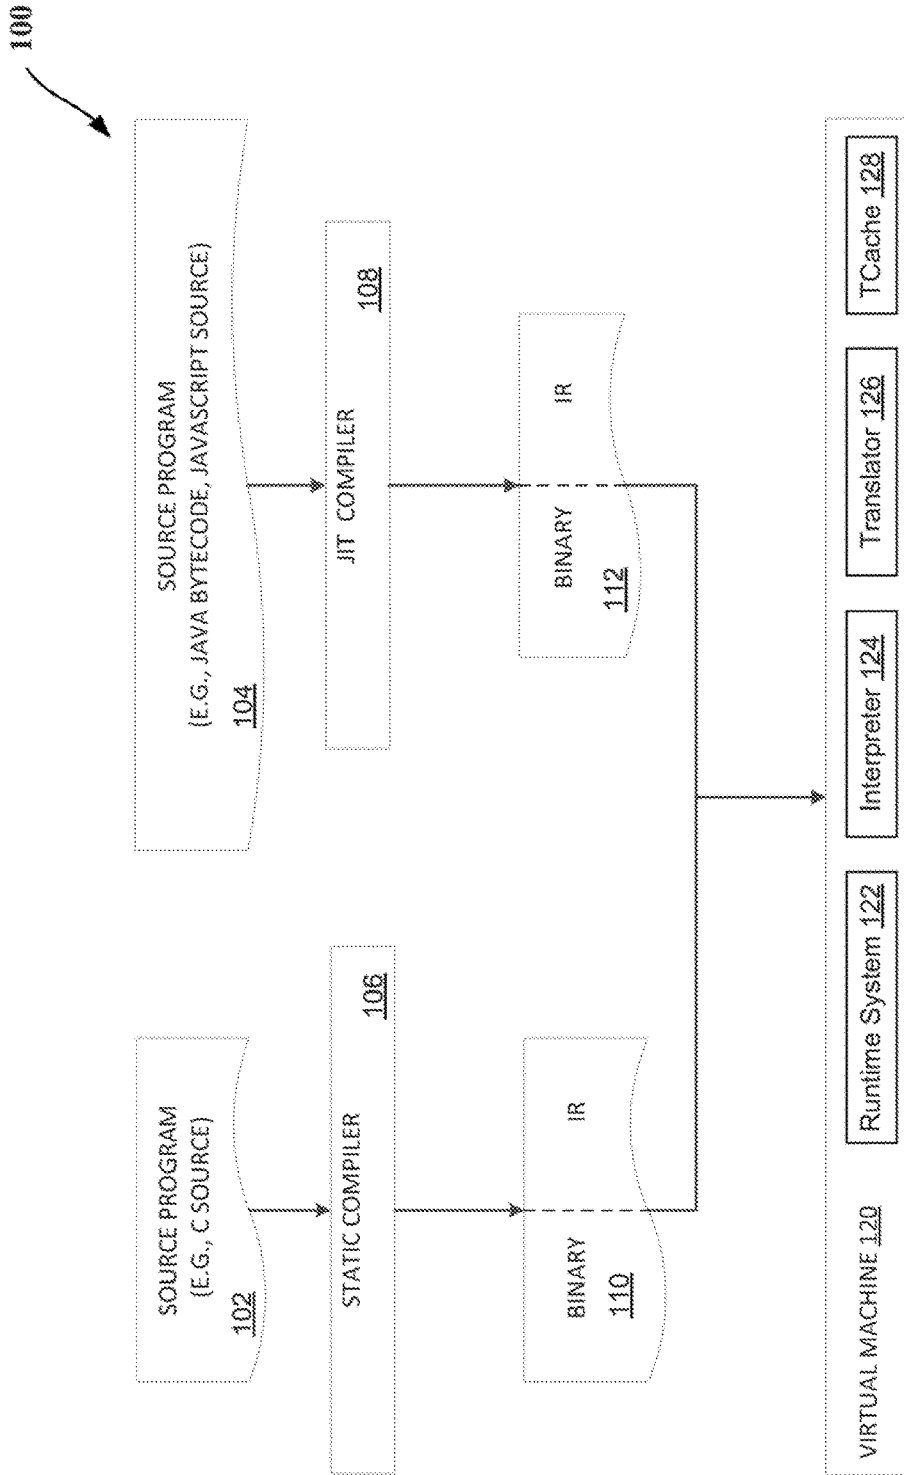 100
SOURCE PROGRAM
(E.G., C SOURCE)
102
SOURCE PROGRAM
(E.G., JAVA BYTECODE, JAVASCRIPT SOURCE)
104
STATIC COMPILER
106
JIT COMPILER
108
BINARY IR
110
BINARY IR
112
VIRTUAL MACHINE 120
Runtime System 122
Interpreter 124
Translator 126
TCache 128